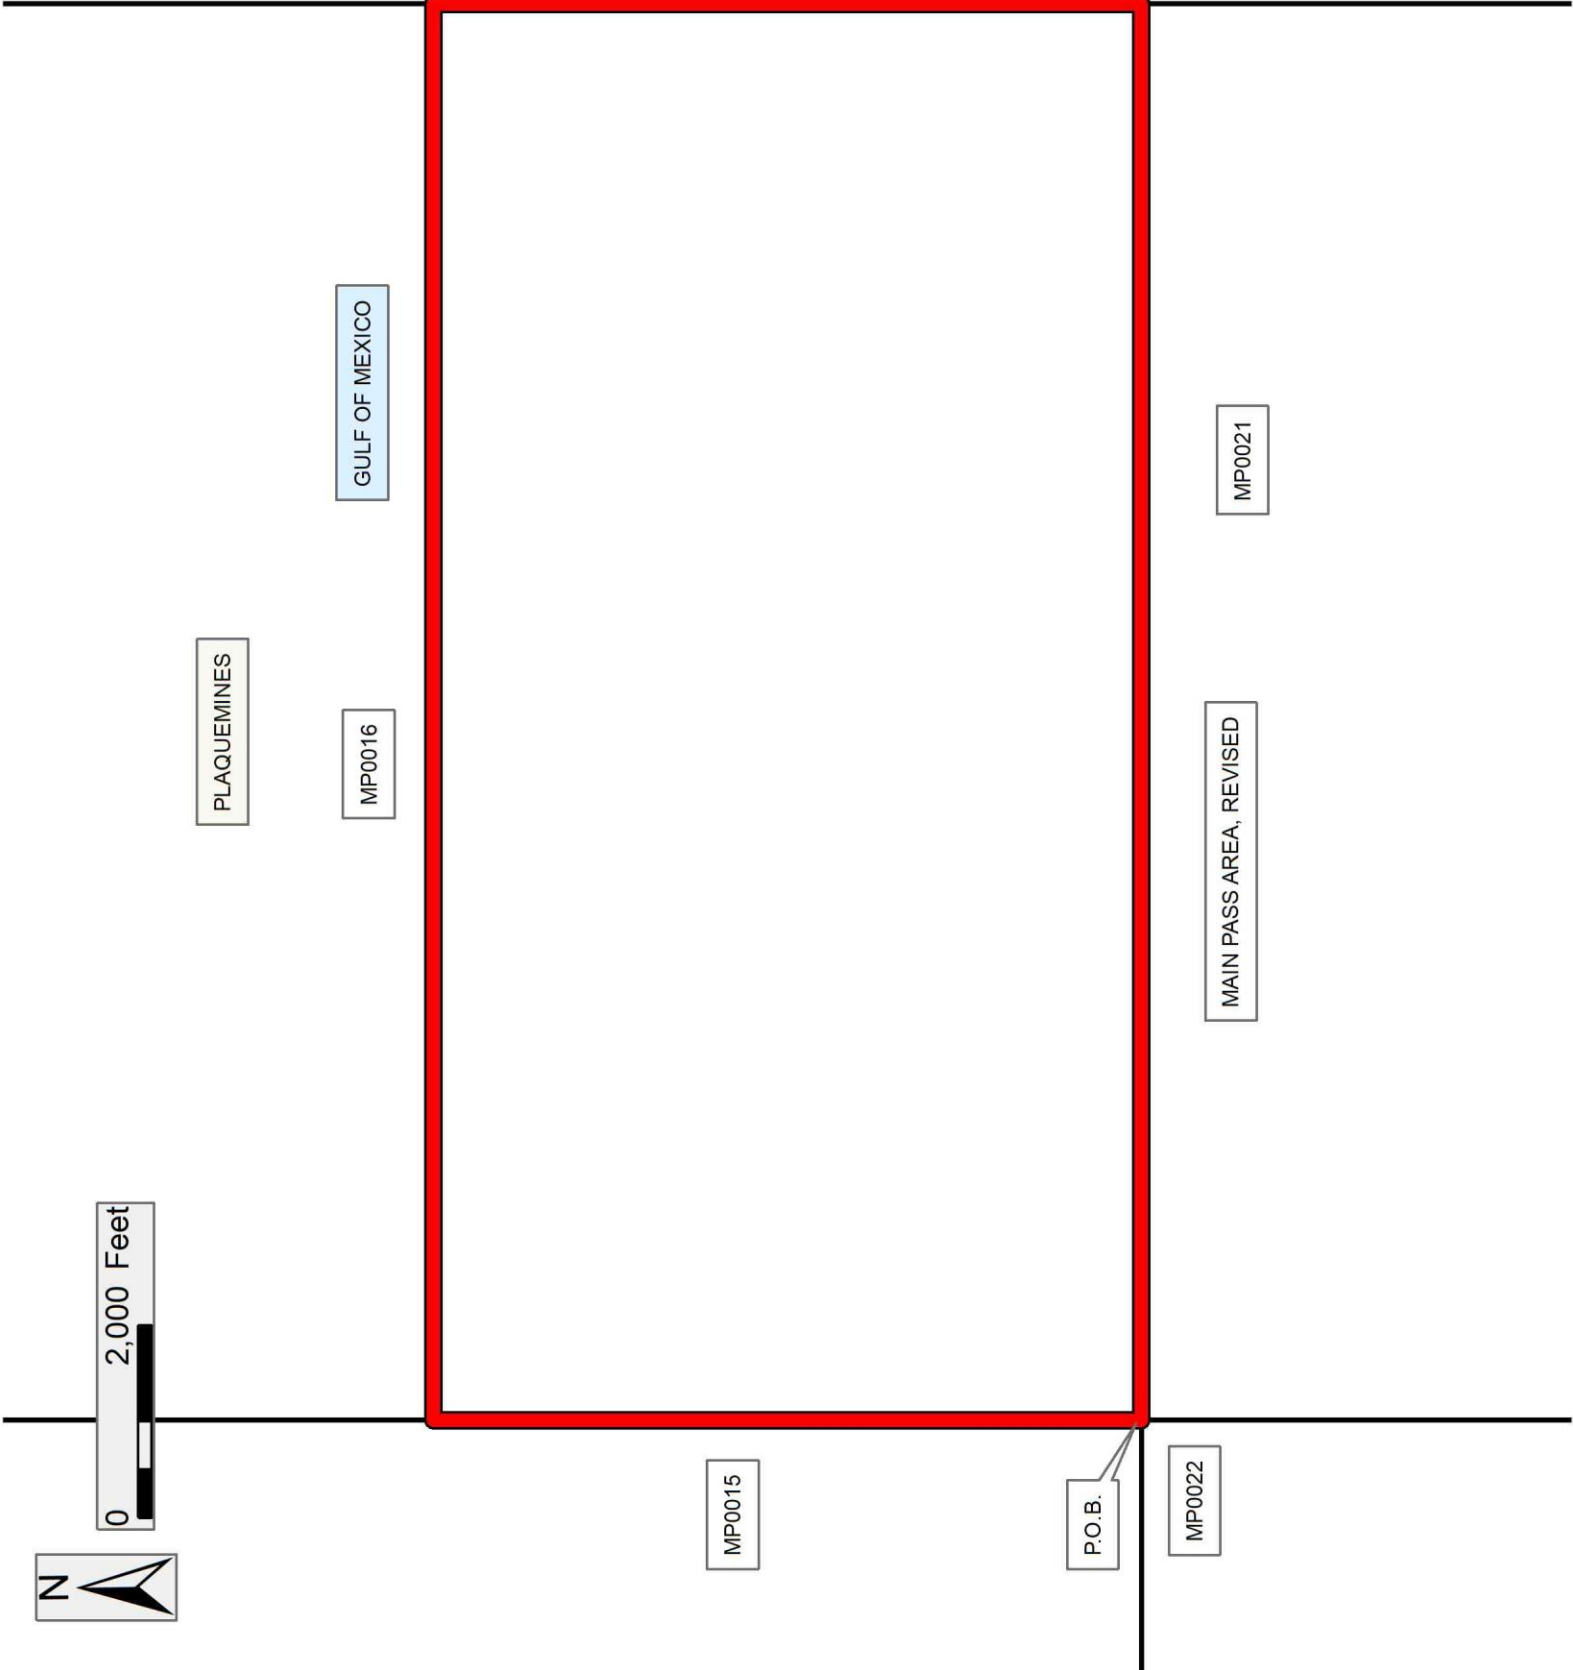 N
0 2,000 Feet
PLAQUEMINES
MP0016
GULF OF MEXICO
MP0015
P.O.B.
MP0022
MAIN PASS AREA, REVISED
MP0021